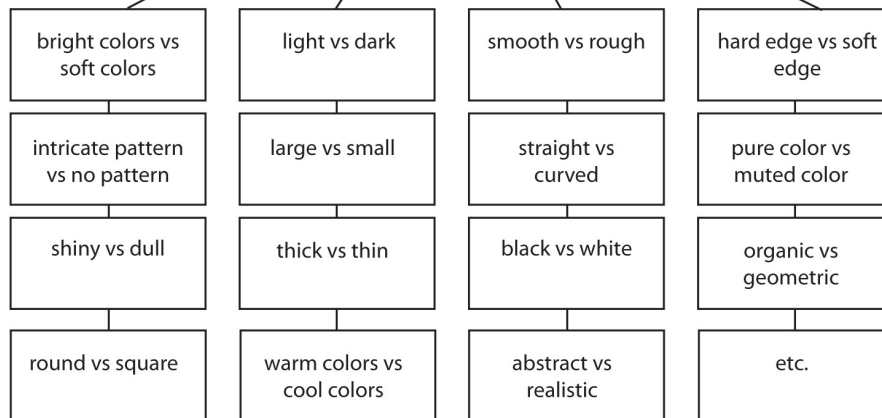 bright colors vs
soft colors
light vs dark
smooth vs rough
hard edge vs soft
edge
intricate pattern
vs no pattern
large vs small
straight vs
curved
pure color vs
muted color
shiny vs dull
thick vs thin
black vs white
organic vs
geometric
round vs square
warm colors vs
cool colors
abstract vs
realistic
etc.